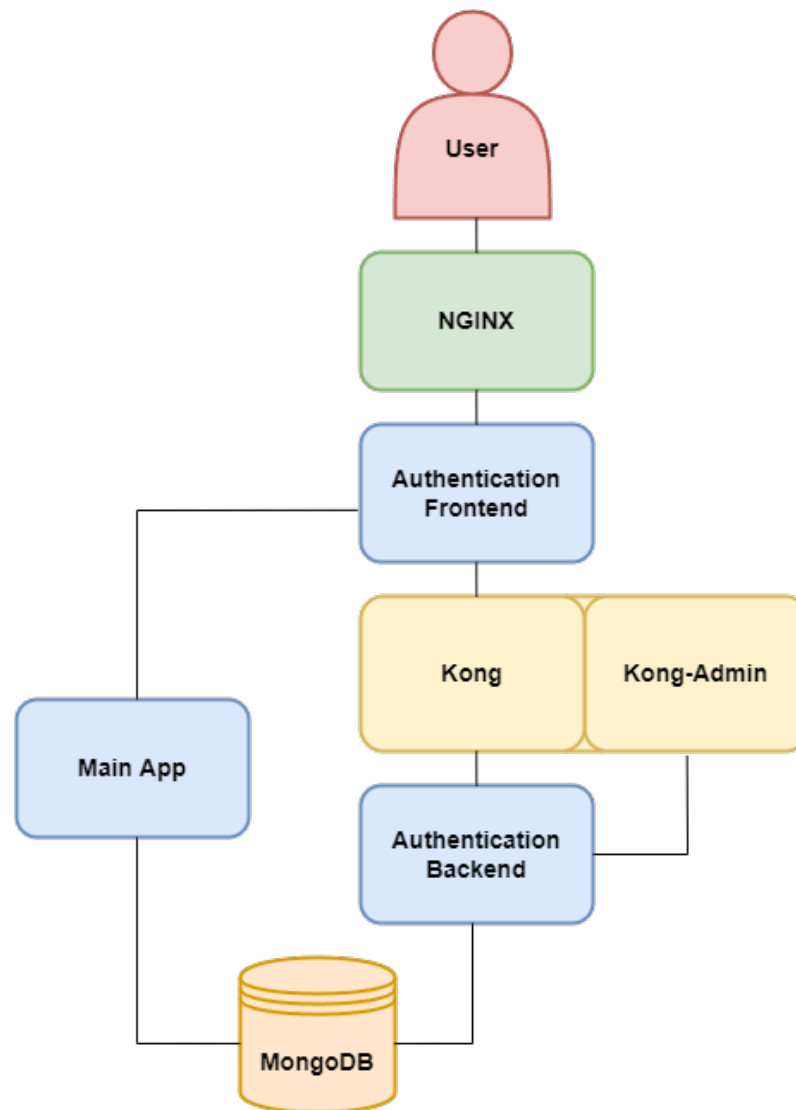 User
NGINX
Authentication
Frontend
Kong
Kong-Admin
Main App
Authentication
Backend
MongoDB